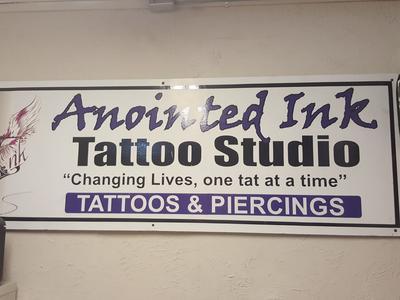 Anointed Ink
Tattoo Studio
“Changing Lives, one tat at a time”
TATTOOS & PIERCINGS